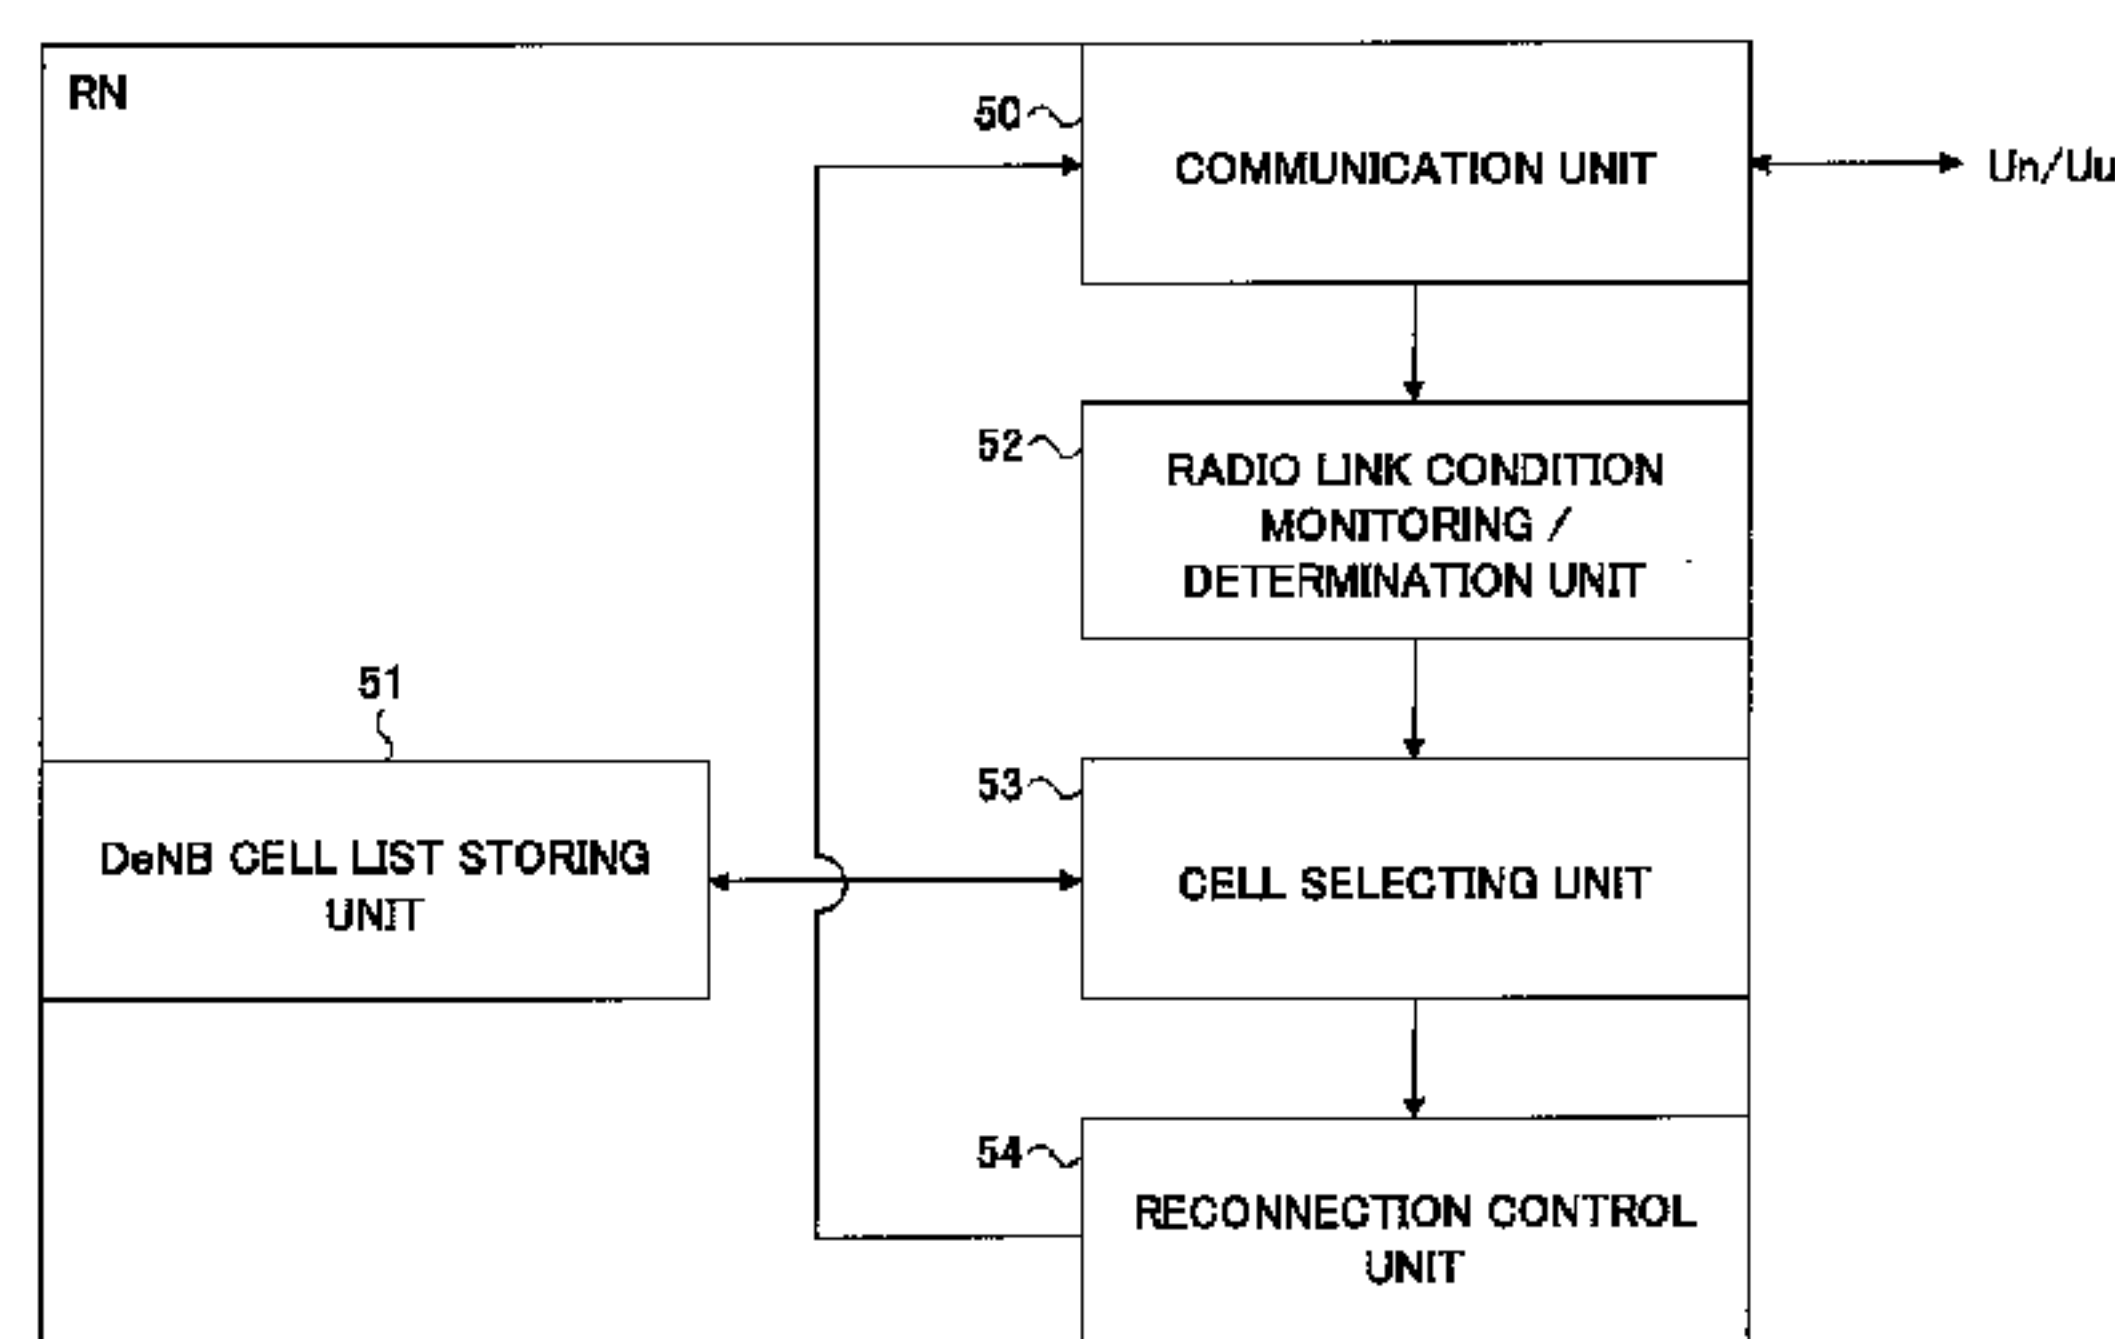 RN
50
COMMUNICATION UNIT
Un/Uu
52
RADIO LINK CONDITION
MONITORING /
DETERMINATION UNIT
51
DeNB CELL LIST STORING
UNIT
53
CELL SELECTING UNIT
54
RECONNECTION CONTROL
UNIT